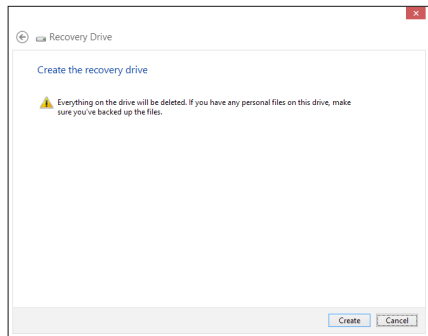 Recovery Drive
Create the recovery drive
Everything on the drive will be deleted. If you have any personal files on this drive, make
sure you've backed up the files.
Create
Cancel